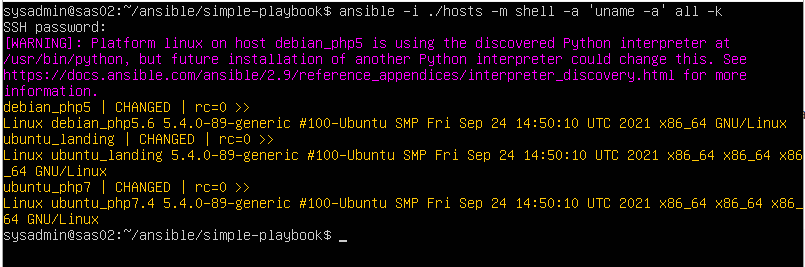 sysadmin@sas02:~/ansible/simple-playbook$ ansible -i ./hosts -m shell -a 'uname -a' all -k
SSH password:
[WARNING]: Platform linux on host debian_php5 is using the discovered Python interpreter at
/usr/bin/python, but future installation of another Python interpreter could change this. See
https://docs.ansible.com/ansible/2.9/reference_appendices/interpreter_discovery.html for more
information.
debian_php5 | CHANGED | rc=0 >>
Linux debian_php5.6 5.4.0-89-generic #100-Ubuntu SMP Fri Sep 24 14:50:10 UTC 2021 x86_64 GNU/Linux
ubuntu_landing | CHANGED | rc=0 >>
Linux ubuntu_landing 5.4.0-89-generic #100-Ubuntu SMP Fri Sep 24 14:50:10 UTC 2021 x86_64 x86_64 x86
_64 GNU/Linux
ubuntu_php7 | CHANGED | rc=0 >>
Linux ubuntu_php7.4 5.4.0-89-generic #100-Ubuntu SMP Fri Sep 24 14:50:10 UTC 2021 x86_64 x86_64 x86_
64 GNU/Linux
sysadmin@sas02:~/ansible/simple-playbook$ _